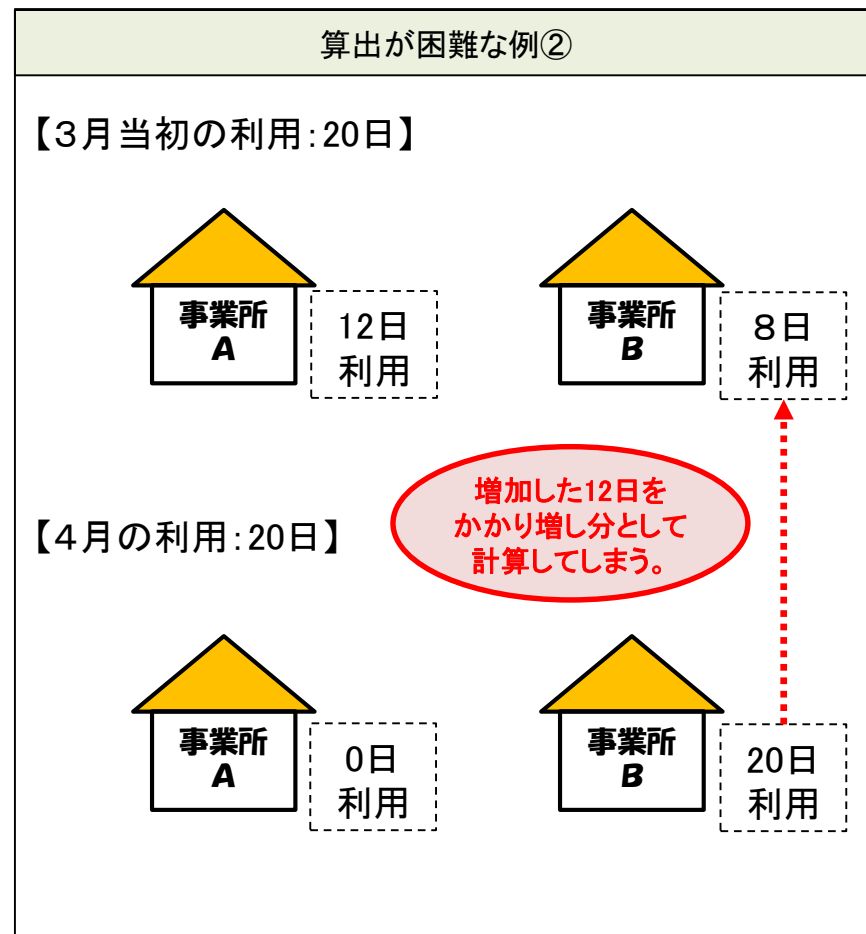 算出が困難な例②
【３月当初の利用：20日】
事業所
A
12日
利用
事業所
B
８日
利用
増加した12日を
かかり増し分として
計算してしまう。
【４月の利用：20日】
事業所
A
0日
利用
事業所
B
20日
利用